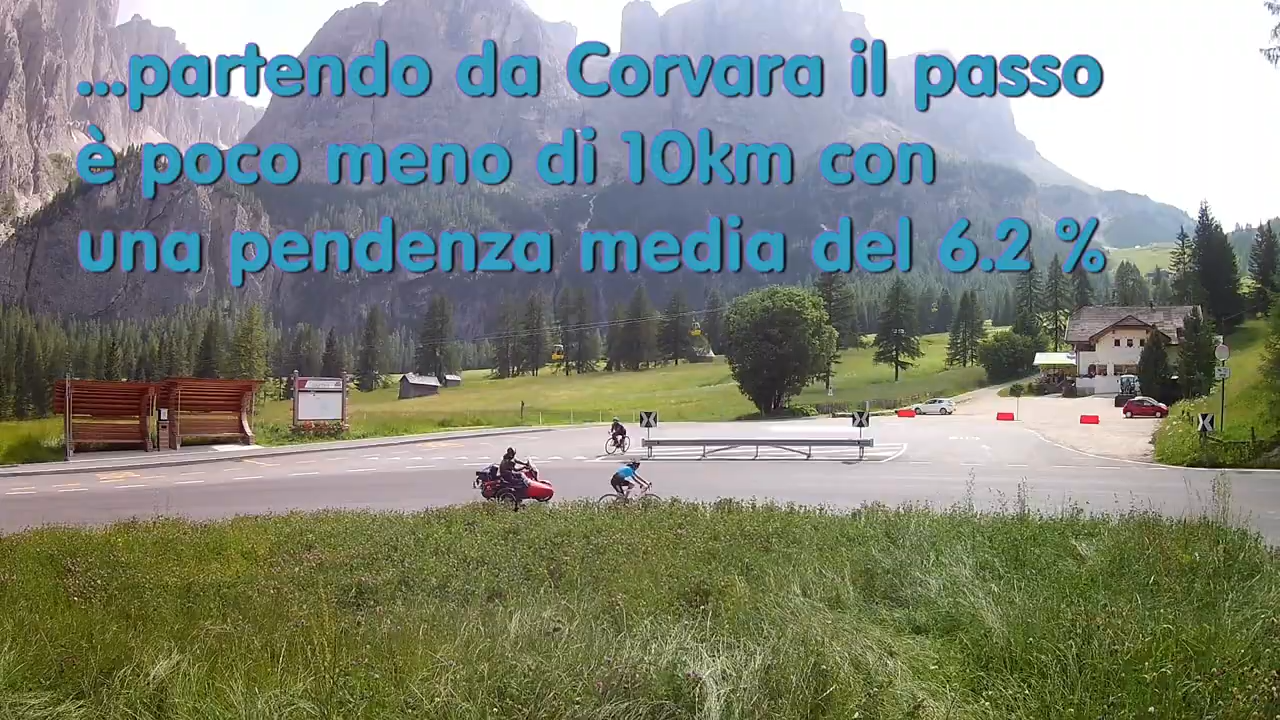 ...partendo da Corvara il passo
è poco meno di 10km con
una pendenza media del 6.2 %